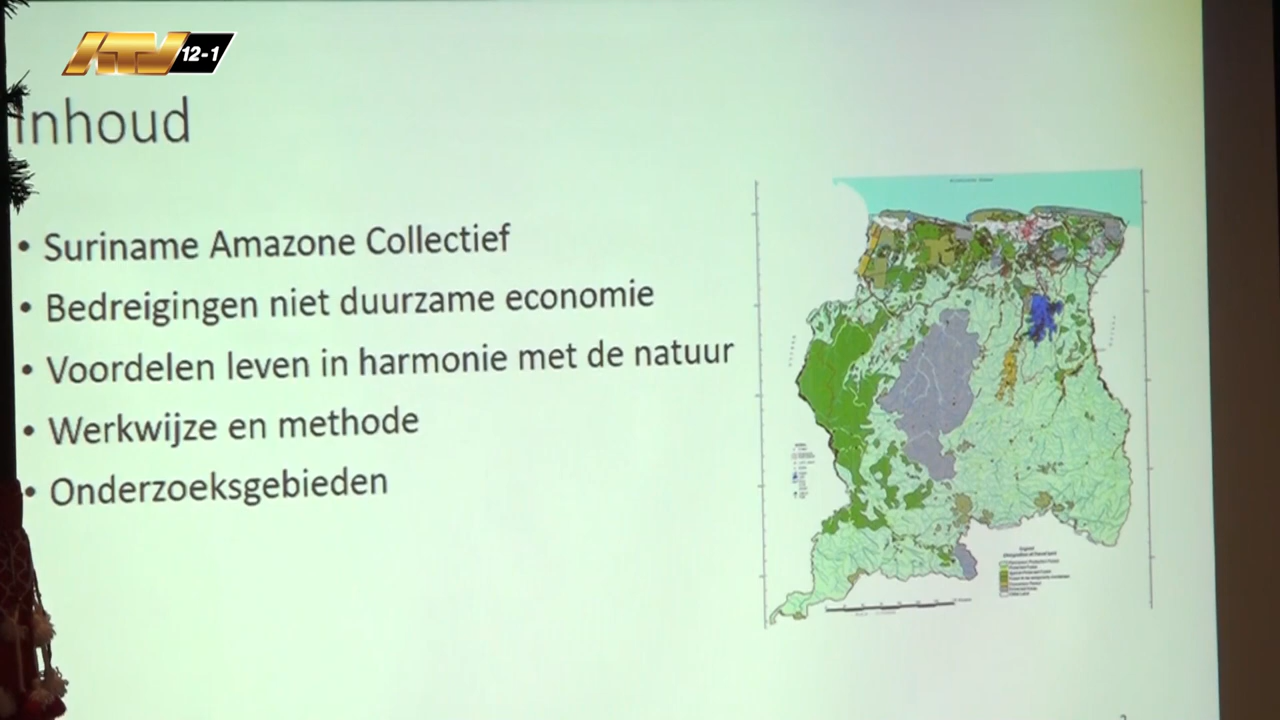 ATV 12-1
Inhoud
• Suriname Amazone Collectief
• Bedreigingen niet duurzame economie
• Voordelen leven in harmonie met de natuur
• Werkwijze en methode
• Onderzoeksgebieden